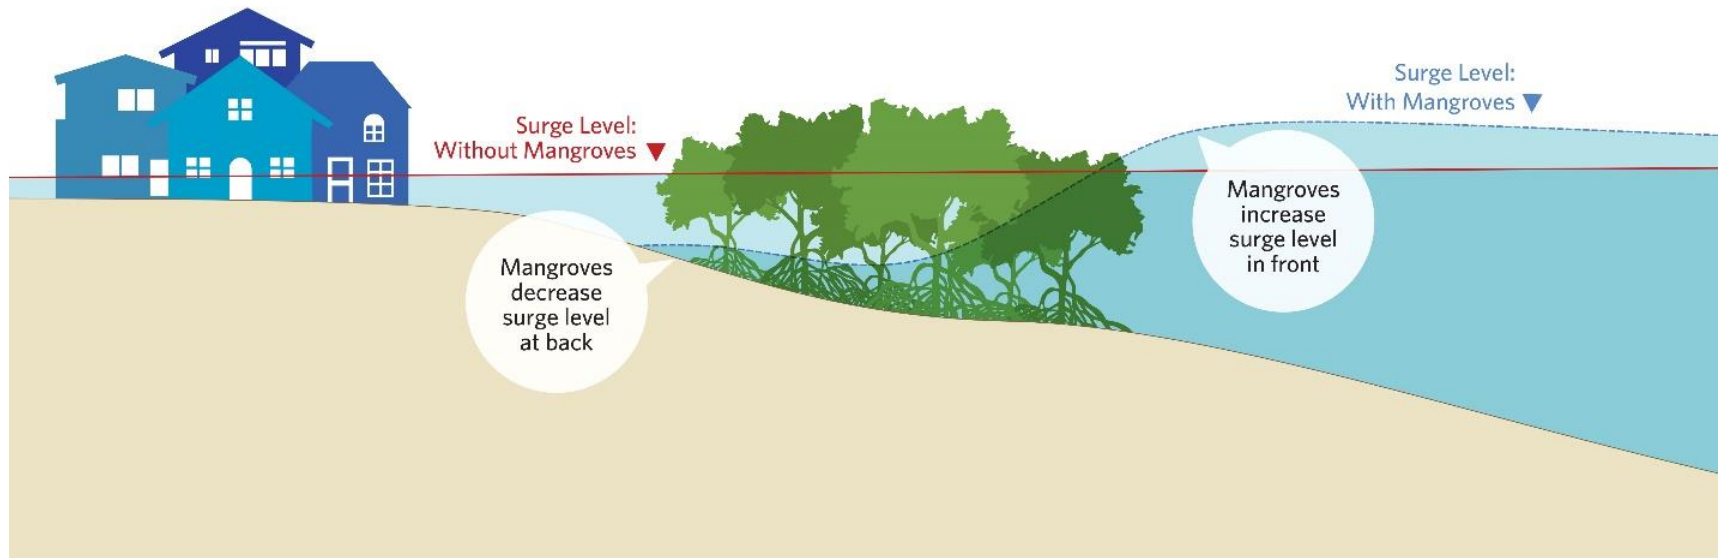 Surge Level:
Without Mangroves
Surge Level:
With Mangroves
Mangroves
decrease
surge level
at back
Mangroves
increase
surge level
in front